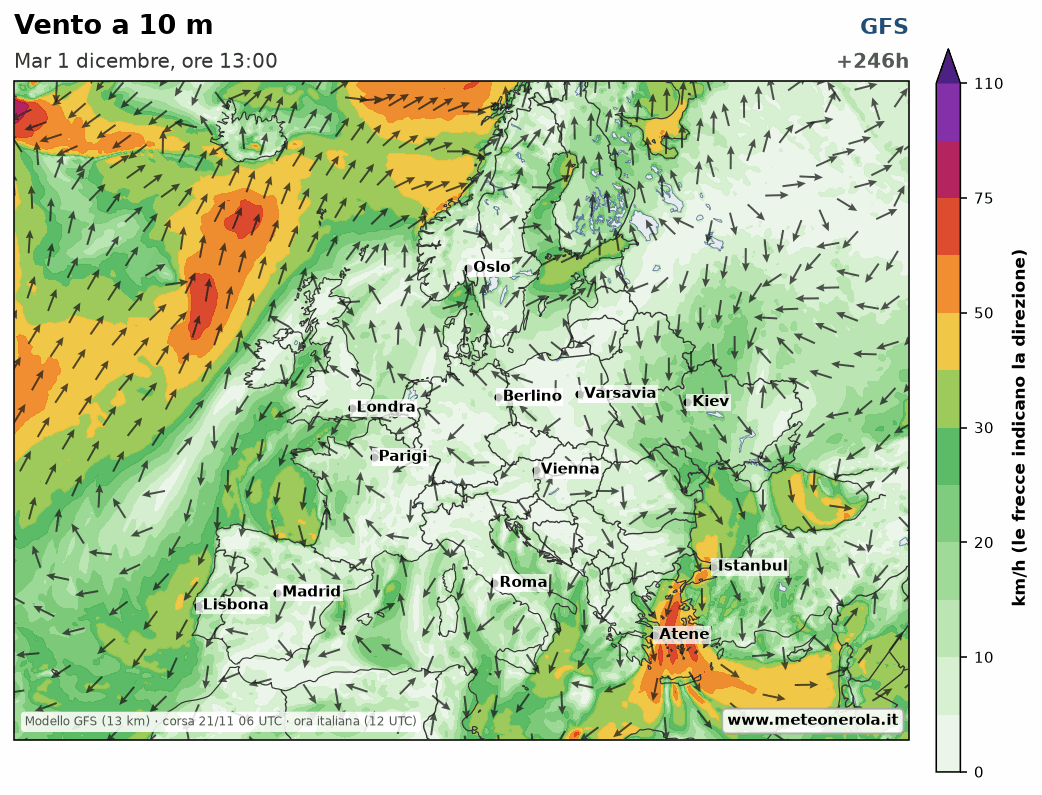 Vento a 10 m
GFS
Mar 1 dicembre, ore 13:00
+246h
110
75
50
30
20
10
0
km/h (le frecce indicano la direzione)
Oslo
Berlino
Varsavia
Kiev
Londra
Parigi
Vienna
Istanbul
Roma
Madrid
Lisbona
Atene
Modello GFS (13 km) · corsa 21/11 06 UTC · ora italiana (12 UTC)
www.meteonerola.it